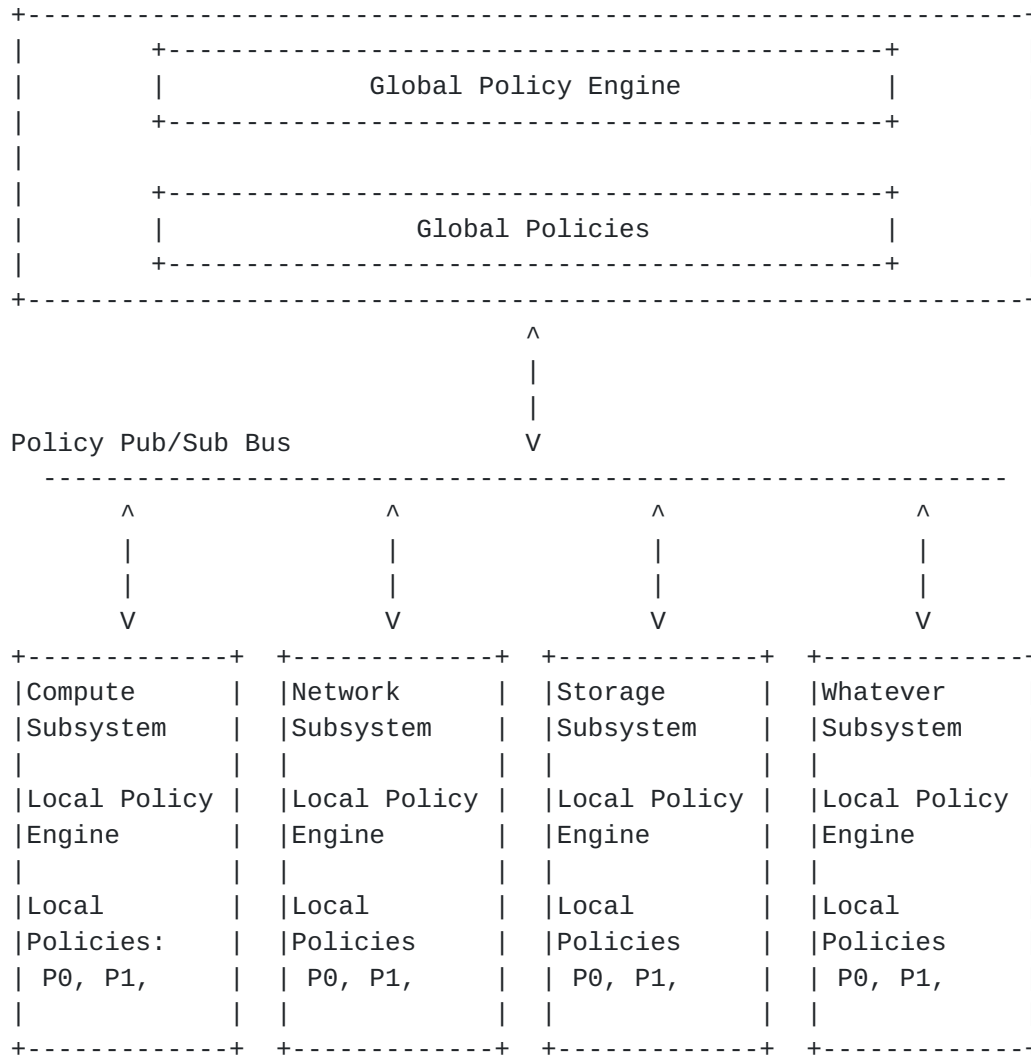 Global Policy Engine
Global Policies
Policy Pub/Sub Bus
Compute Network Storage Whatever
Subsystem Subsystem Subsystem Subsystem
Local Policy Local Policy Local Policy Local Policy
Engine Engine Engine Engine
Local Local Local Local
Policies: Policies Policies Policies
P0, P1, P0, P1, P0, P1, P0, P1,